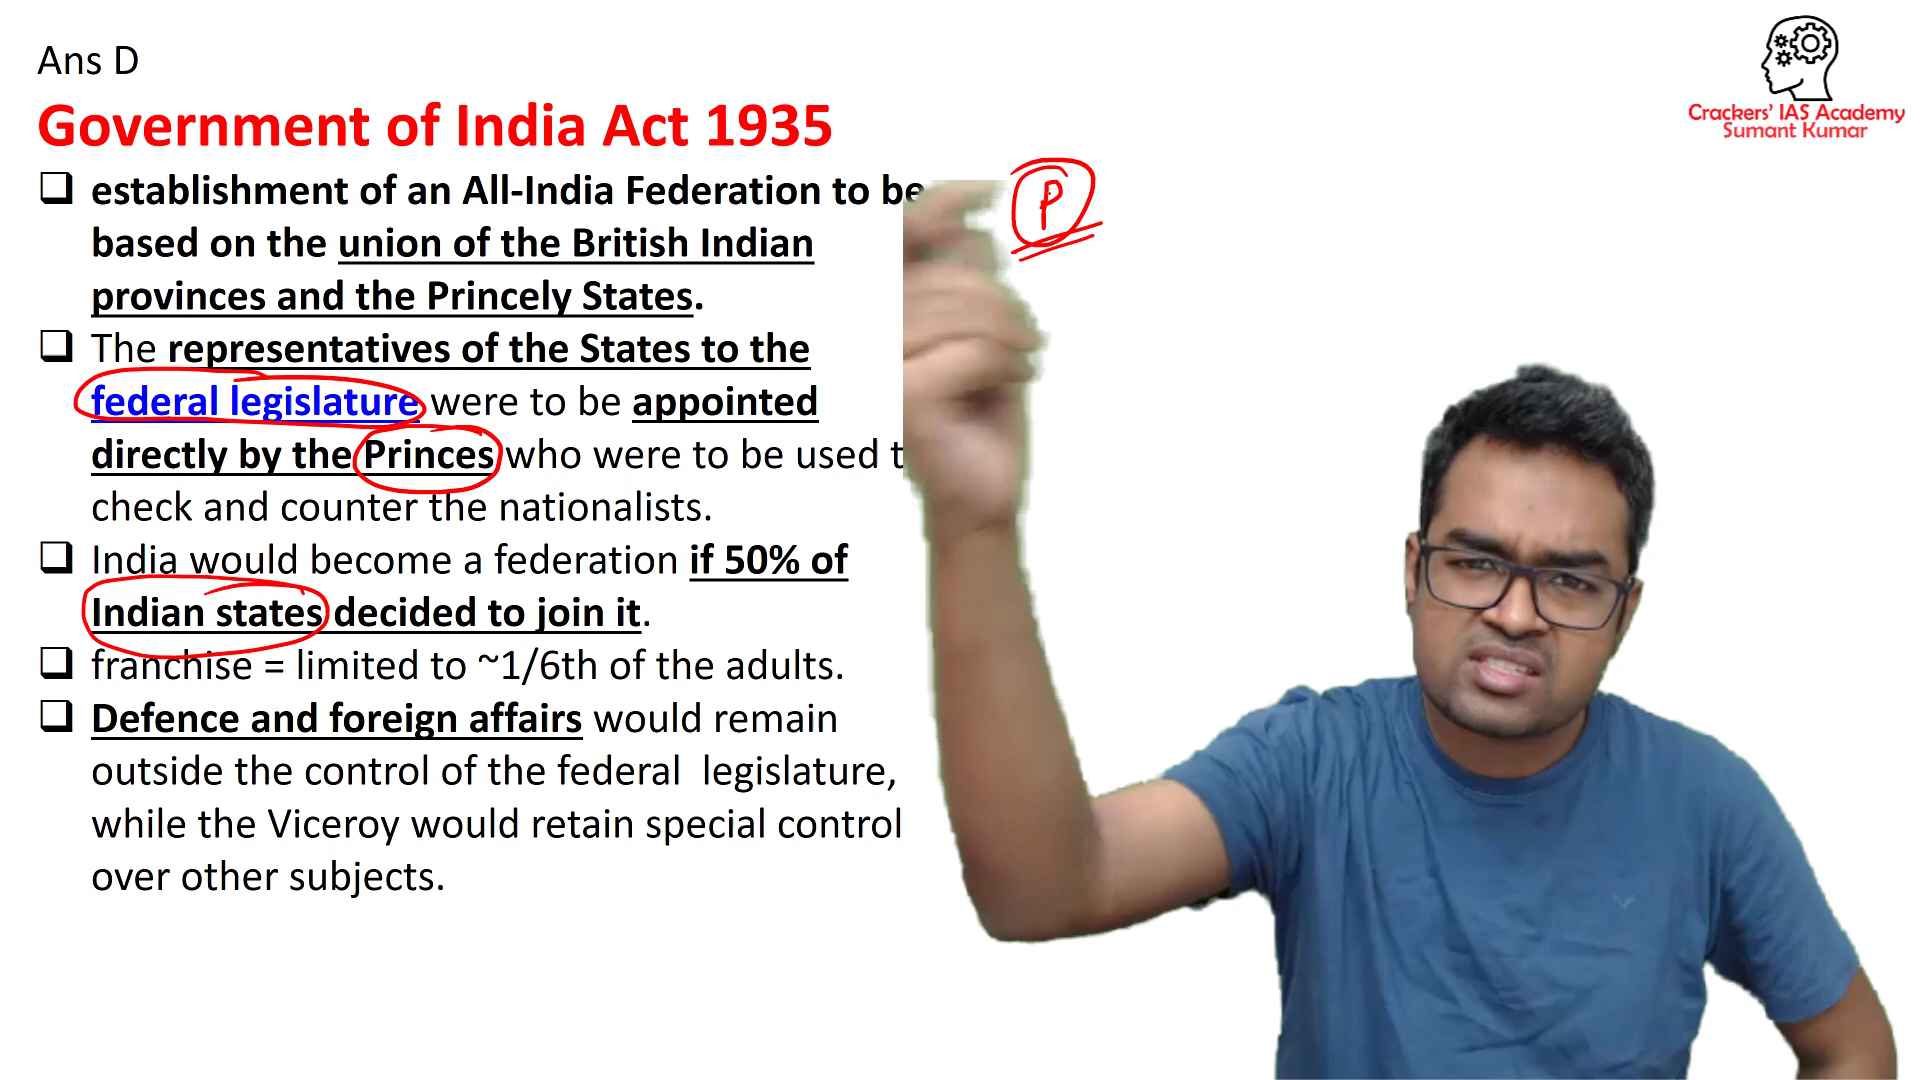 Ans D
Government of India Act 1935
establishment of an All-India Federation to be
based on the union of the British Indian
provinces and the Princely States.
The representatives of the States to the
federal legislature were to be appointed
directly by the Princes who were to be used t
check and counter the nationalists.
India would become a federation if 50% of
Indian states decided to join it.
franchise = limited to ~1/6th of the adults.
Defence and foreign affairs would remain
outside the control of the federal  legislature,
while the Viceroy would retain special control
over other subjects.
P
Crackers' IAS Academy
Sumant Kumar